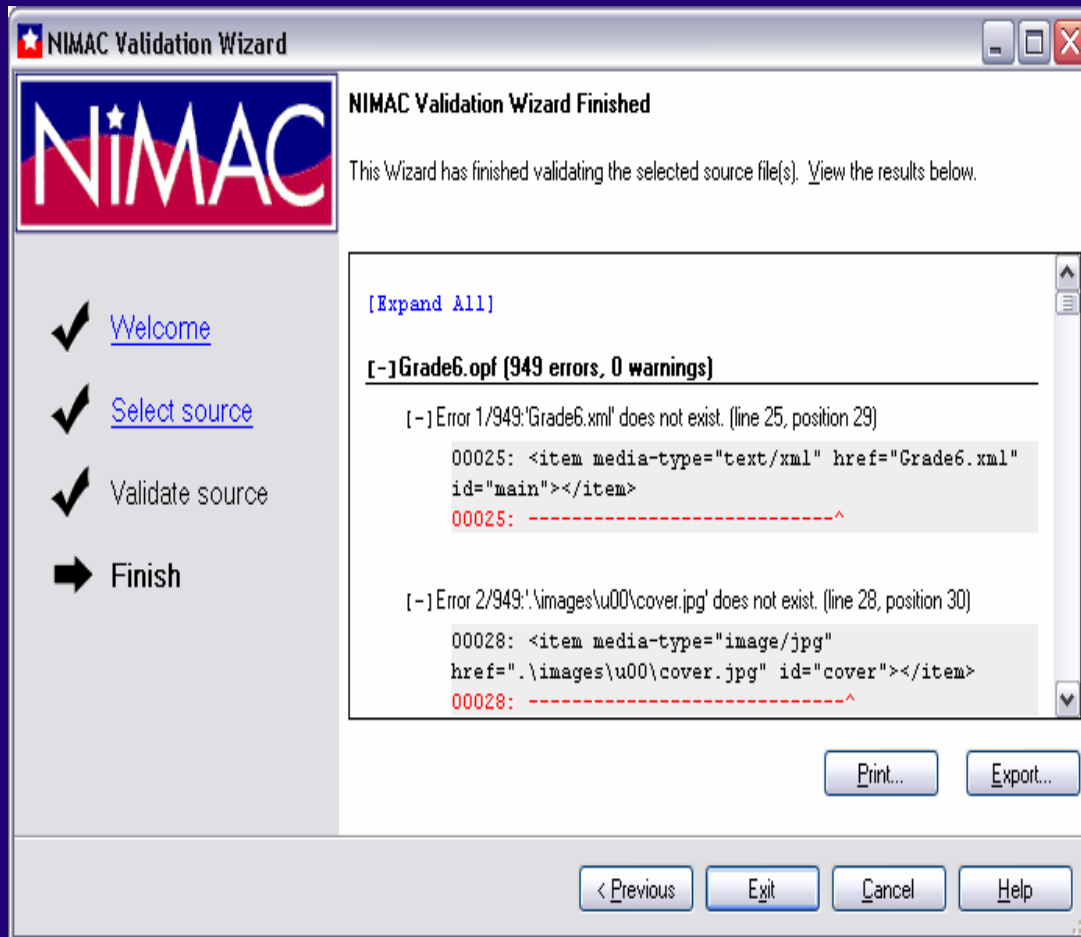 NIMAC Validation Wizard
NiMAC
NIMAC Validation Wizard Finished
This Wizard has finished validating the selected source file(s). View the results below.
Welcome
Select source
Validate source
Finish
[Expand All]
[-]Grade6.opf (949 errors, 0 warnings)
[-]Error 1/949:'Grade6.xml' does not exist. (line 25, position 29)
00025: <item media-type="text/xml" href="Grade6.xml"
id="main"></item>
00025: ----------------------------^
[-]Error 2/949:'.\images\u00\cover.jpg' does not exist. (line 28, position 30)
00028: <item media-type="image/jpg"
href=".\images\u00\cover.jpg" id="cover"></item>
00028: -----------------------------^
Print...
Export...
< Previous
Exit
Cancel
Help